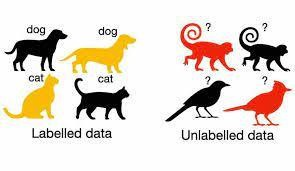 dog dog
cat cat
Labelled data
? ?
? ?
Unlabelled data